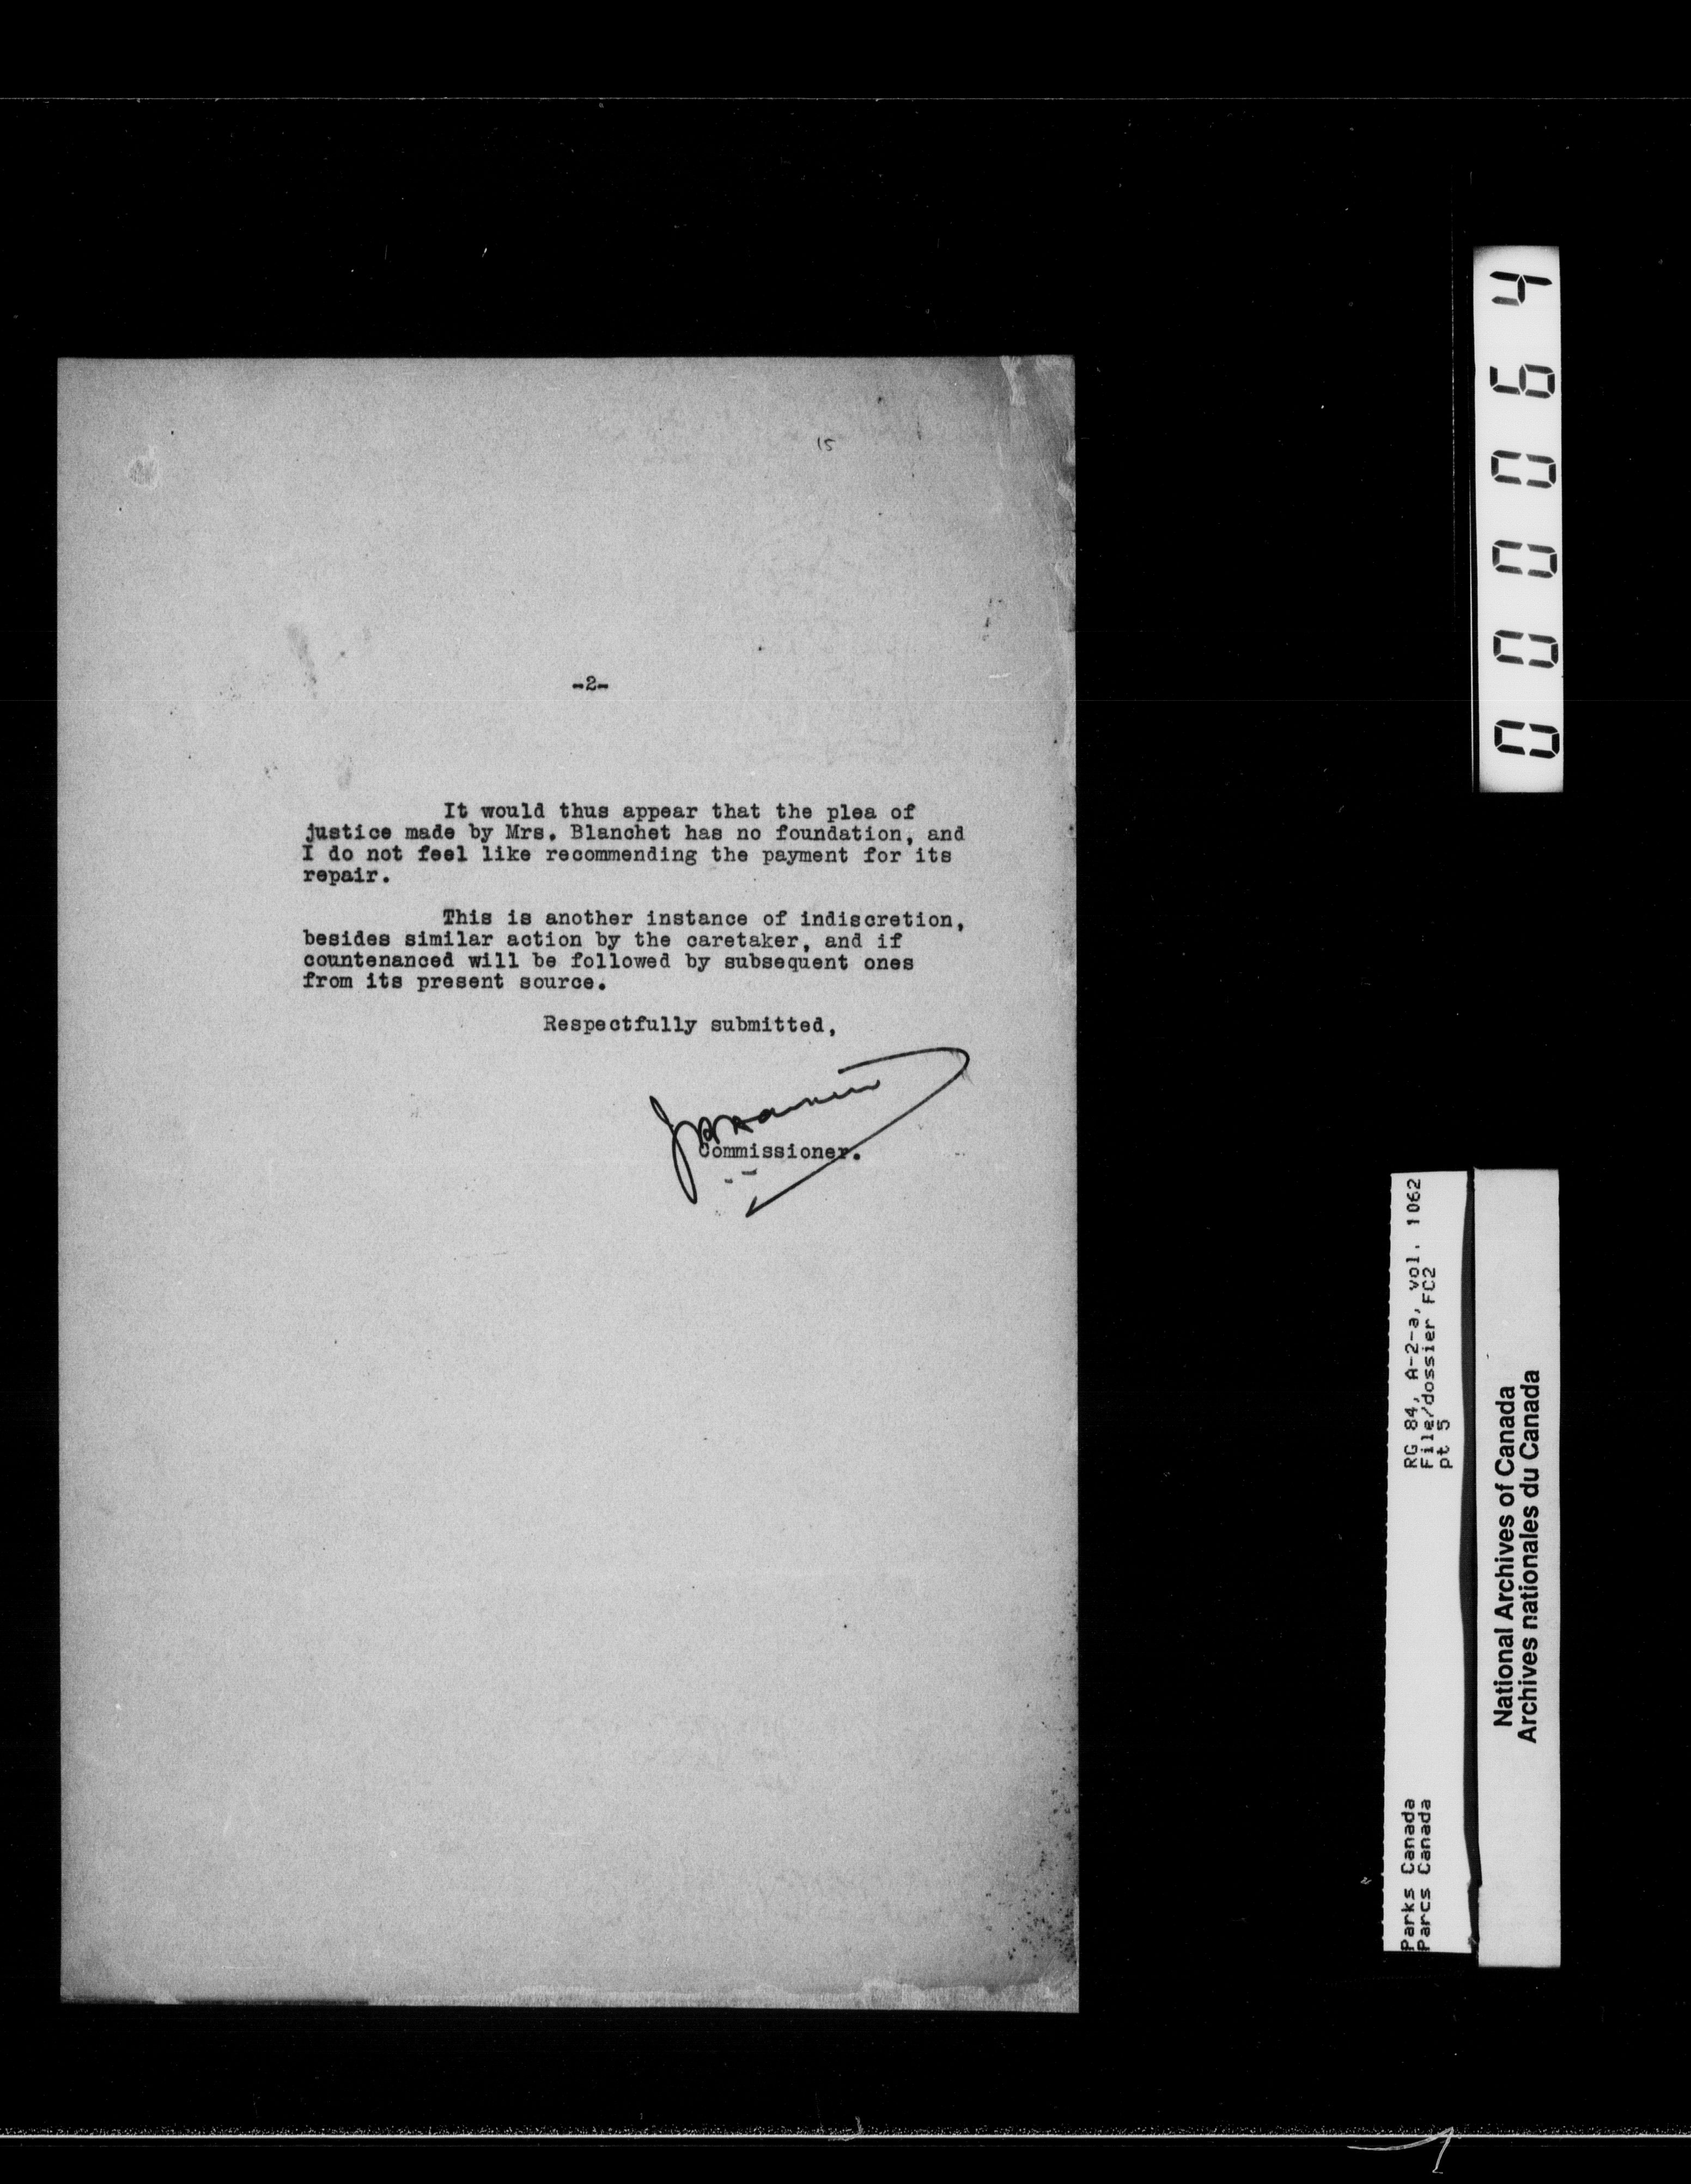 15
-2-
It would thus appear that the plea of
justice made by Mrs. Blanchet has no foundation, and
I do not feel like recommending the payment for its
repair.
This is another instance of indiscretion,
besides similar action by the caretaker, and if
countenanced will be followed by subsequent ones
from its present source.
Respectfully submitted,
Commissioner.
000064
RG 84, A-2-a, vol. 1062
File/dossier FC2
pt 5
Parks Canada
Parcs Canada
National Archives of Canada
Archives nationales du Canada